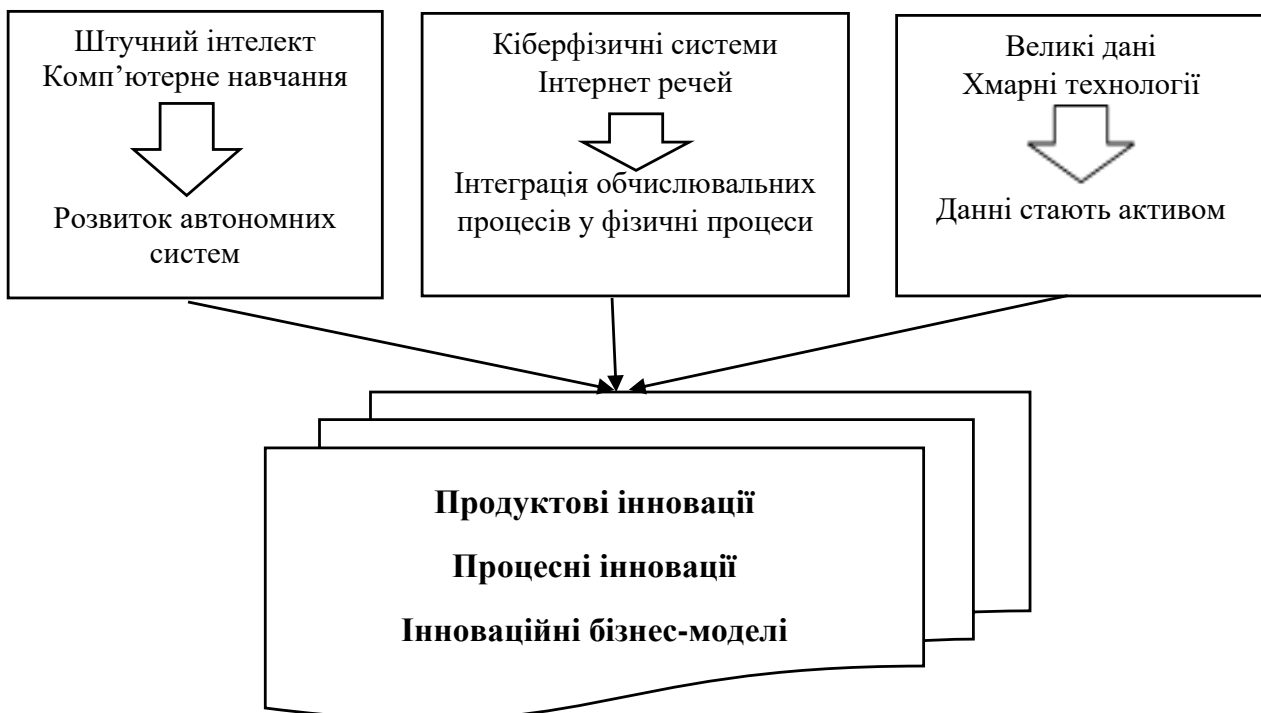 Штучний інтелект
Комп’ютерне навчання
Розвиток автономних
систем
Кіберфізичні системи
Інтернет речей
Інтеграція обчислювальних
процесів у фізичні процеси
Великі дані
Хмарні технології
Данні стають активом
Продуктові інновації
Процесні інновації
Інноваційні бізнес-моделі